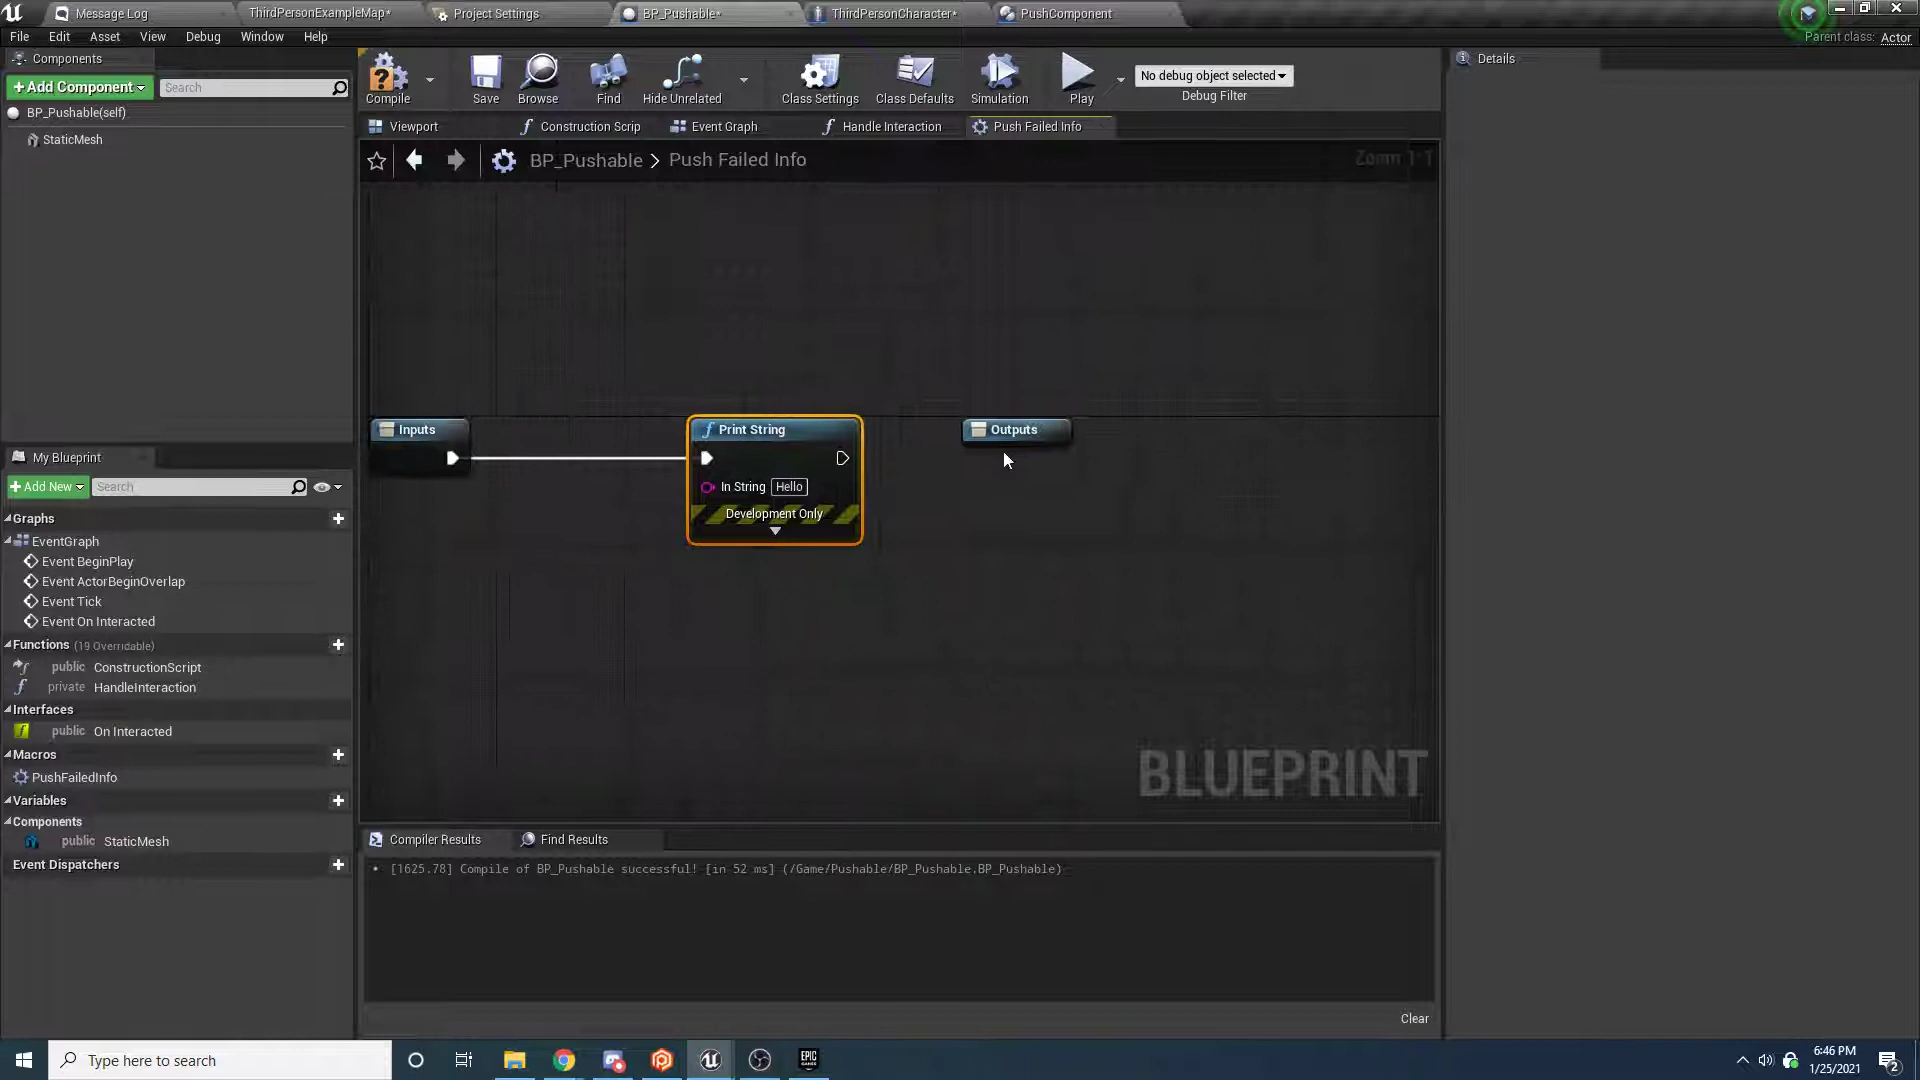 Message Log
ThirdPersonExampleMap*
Project Settings
BP_Pushable*
ThirdPersonCharacter*
PushComponent
File Edit Asset View Debug Window Help
Parent class: Actor
Components
+Add Component
Search
BP_Pushable(self)
StaticMesh
Compile
Save
Browse
Find
Hide Unrelated
Class Settings
Class Defaults
Simulation
Play
No debug object selected
Debug Filter
Details
Viewport
Construction Scrip
Event Graph
Handle Interaction
Push Failed Info
BP_Pushable > Push Failed Info
Zoom 1:1
Inputs
Print String
In String Hello
Development Only
Outputs
BLUEPRINT
My Blueprint
+Add New
Search
Graphs
EventGraph
Event BeginPlay
Event ActorBeginOverlap
Event Tick
Event On Interacted
Functions (19 Overridable)
public ConstructionScript
private HandleInteraction
Interfaces
public On Interacted
Macros
PushFailedInfo
Variables
Components
public StaticMesh
Event Dispatchers
Compiler Results
Find Results
[1625.78] Compile of BP_Pushable successful! [in 52 ms] (/Game/Pushable/BP_Pushable.BP_Pushable)
Clear
Type here to search
EPIC GAMES
6:46 PM
1/25/2021
2